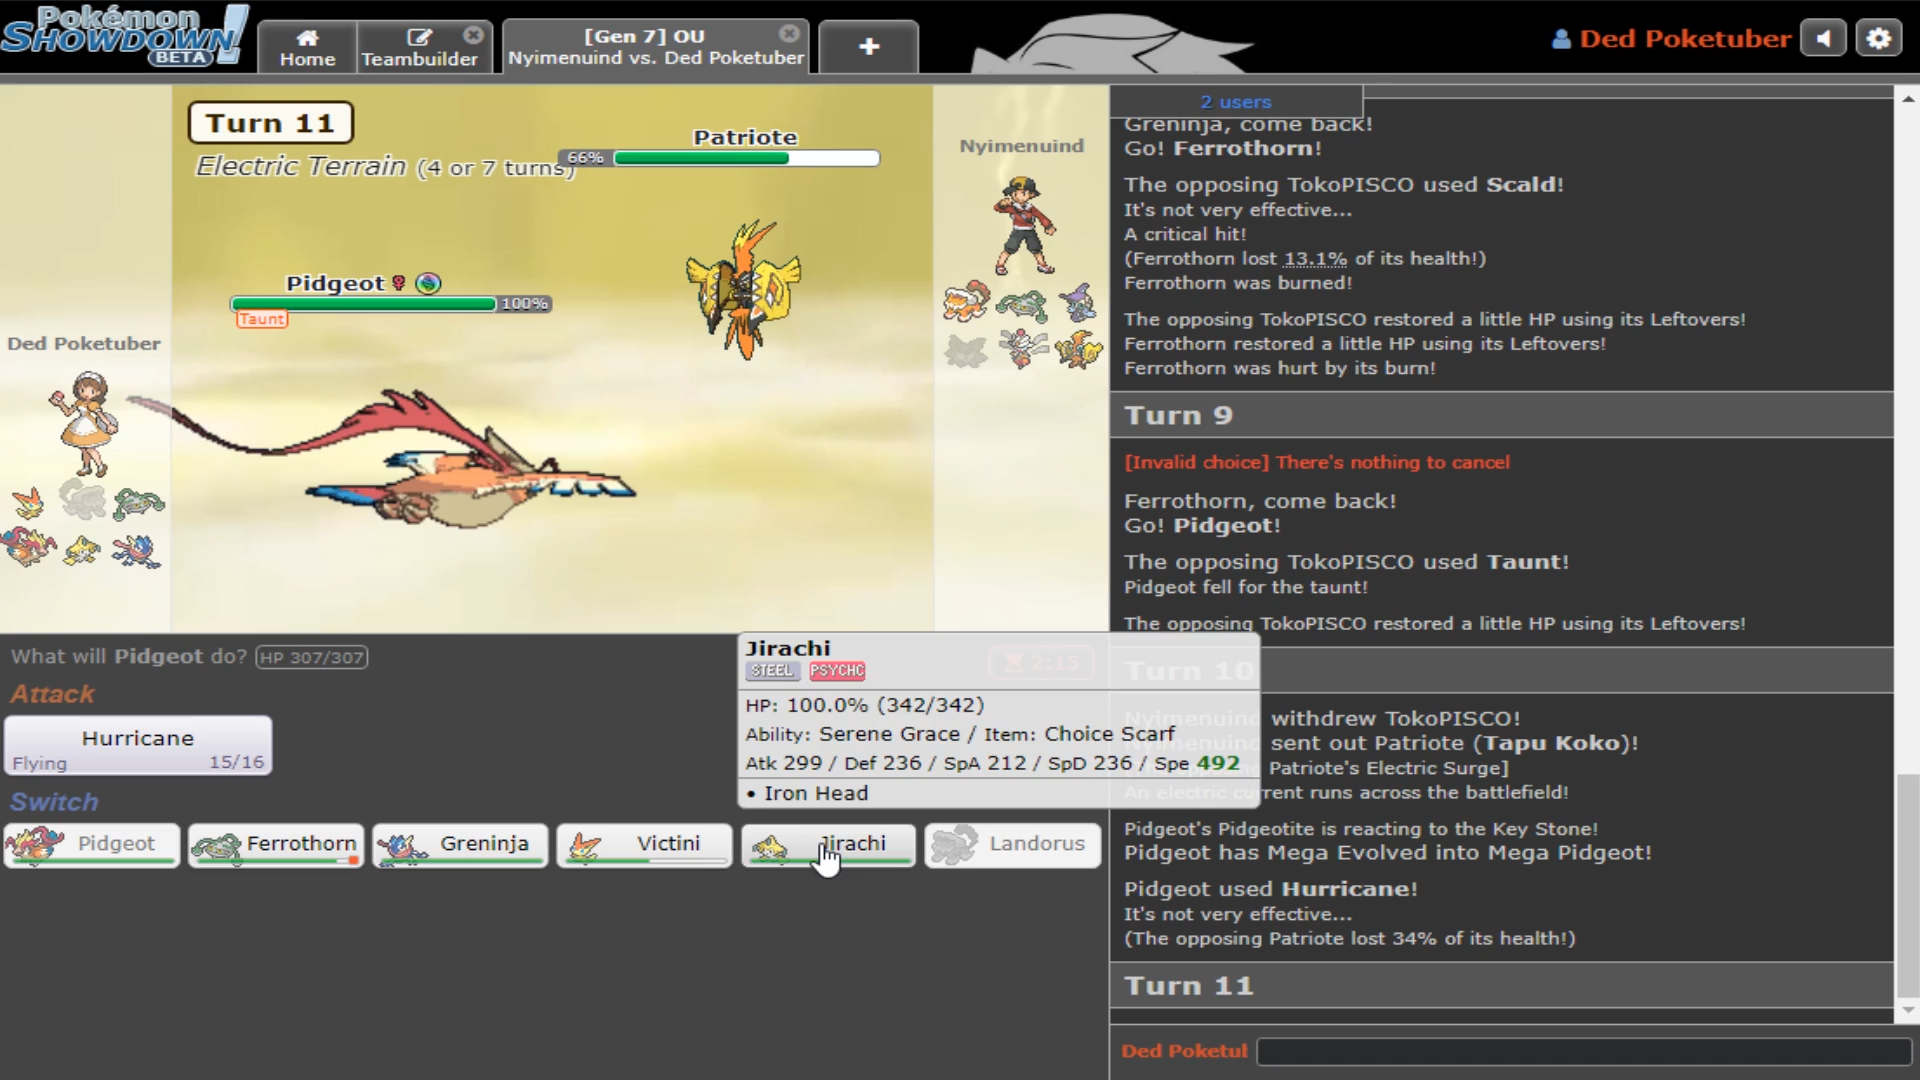 Pokémon
SHOWDOWN!
BETA
Home
Teambuilder
[Gen 7] OU
Nyimenuind vs. Ded Poketuber
Ded Poketuber
Turn 11
Electric Terrain (4 or 7 turns)
Patriote
66%
Pidgeot
100%
Taunt
Nyimenuind
Ded Poketuber
2 users
Greninja, come back!
Go! Ferrothorn!
The opposing TokoPISCO used Scald!
It's not very effective...
A critical hit!
(Ferrothorn lost 13.1% of its health!)
Ferrothorn was burned!
The opposing TokoPISCO restored a little HP using its Leftovers!
Ferrothorn restored a little HP using its Leftovers!
Ferrothorn was hurt by its burn!
Turn 9
[Invalid choice] There's nothing to cancel
Ferrothorn, come back!
Go! Pidgeot!
The opposing TokoPISCO used Taunt!
Pidgeot fell for the taunt!
The opposing TokoPISCO restored a little HP using its Leftovers!
Turn 10
Nyimenuind withdrew TokoPISCO!
Nyimenuind sent out Patriote (Tapu Koko)!
Patriote's Electric Surge]
An electric current runs across the battlefield!
Pidgeot's Pidgeotite is reacting to the Key Stone!
Pidgeot has Mega Evolved into Mega Pidgeot!
Pidgeot used Hurricane!
It's not very effective...
(The opposing Patriote lost 34% of its health!)
Turn 11
Ded Poketul
What will Pidgeot do? HP 307/307
2:15
Attack
Hurricane
Flying 15/16
Switch
Pidgeot
Ferrothorn
Greninja
Victini
Jirachi
Landorus
Jirachi
STEEL PSYCHC
HP: 100.0% (342/342)
Ability: Serene Grace / Item: Choice Scarf
Atk 299 / Def 236 / SpA 212 / SpD 236 / Spe 492
• Iron Head